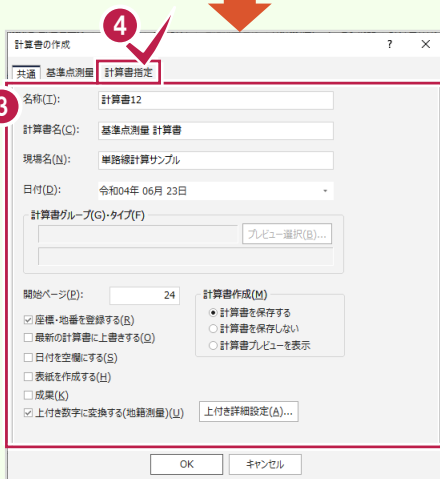 4
計算書の作成 ? ×
共通 基準点測量 計算書指定
3
名称(T): 計算書12
計算書名(C): 基準点測量 計算書
現場名(N): 単路線計算サンプル
日付(D): 令和04年 06月 23日
計算書グループ(G)・タイプ(F)
プレビュー選択(B)...
開始ページ(P): 24
計算書作成(M)
座標・地番を登録する(R)
計算書を保存する
最新の計算書に上書きする(O)
計算書を保存しない
日付を空欄にする(S)
計算書プレビューを表示
表紙を作成する(H)
成果(K)
上付き数字に変換する(地籍測量)(U) 上付き詳細設定(A)...
OK キャンセル